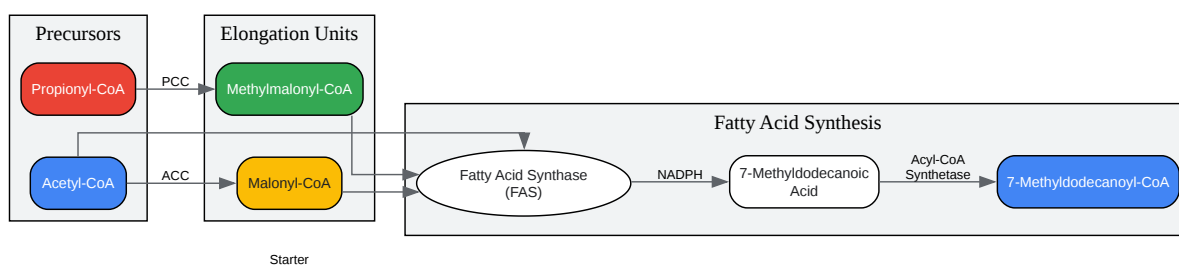 Precursors
Elongation Units
Propionyl-CoA
PCC
Methylmalonyl-CoA
Fatty Acid Synthesis
Acetyl-CoA
ACC
Malonyl-CoA
Fatty Acid Synthase
(FAS)
NADPH
7-Methyldodecanoic
Acid
Acyl-CoA
Synthetase
7-Methyldodecanoyl-CoA
Starter